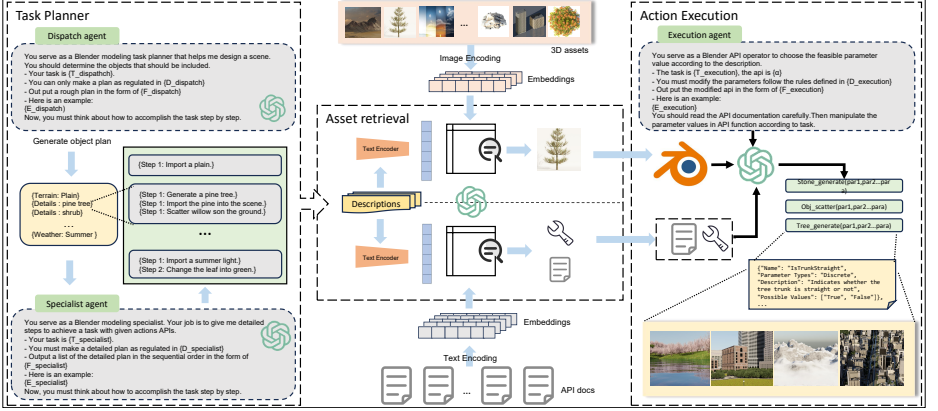 Task Planner
Dispatch agent
You serve as a Blender modeling task planner that helps me design a scene.
You should determine the objects that should be included.
- Your task is {T_dispatch}.
- You can only make a plan as regulated in {D_dispatch}
- Out put a rough plan in the form of {F_dispatch}
- Here is an example:
{E_dispatch}
Now, you must think about how to accomplish the task step by step.
Generate object plan
{Terrain: Plain}
{Details : pine tree}
{Details : shrub}
...
{Weather: Summer }
{Step 1: Import a plain.}
{Step 1: Generate a pine tree.}
{Step 1: Import the pine into the scene.}
{Step 1: Scatter willow son the ground.}
...
{Step 1: Import a summer light.}
{Step 2: Change the leaf into green.}
Specialist agent
You serve as a Blender modeling specialist. Your job is to give me detailed
steps to achieve a task with given actions APIs.
- Your task is {T_specialist}.
- You must make a detailed plan as regulated in {D_specialist}
- Output a list of the detailed plan in the sequential order in the form of
{F_specialist}
- Here is an example:
{E_specialist}
Now, you must think about how to accomplish the task step by step.
...
3D assets
Image Encoding
Embeddings
Asset retrieval
Text Encoder
Descriptions
Text Encoder
Embeddings
Text Encoding
...
API docs
Action Execution
Execution agent
You serve as a Blender API operator to choose the feasible parameter
value according to the description.
- The task is {T_execution}, the api is {α}
- You must modify the parameters follow the rules defined in {D_execution}
- Out put the modified api in the form of {F_execution}
- Here is an example:
{E_execution}
You should read the API documentation carefully.Then manipulate the
parameter values in API function according to task.
Stone_generate(par1,par2...par
a)
Obj_scatter(par1,par2...para)
Tree_generate(par1,par2...para)
{"Name": "IsTrunkStraight",
"Parameter Types": "Discrete",
"Description": "Indicates whether the
tree trunk is straight or not",
"Possible Values": ["True", "False"]},
...